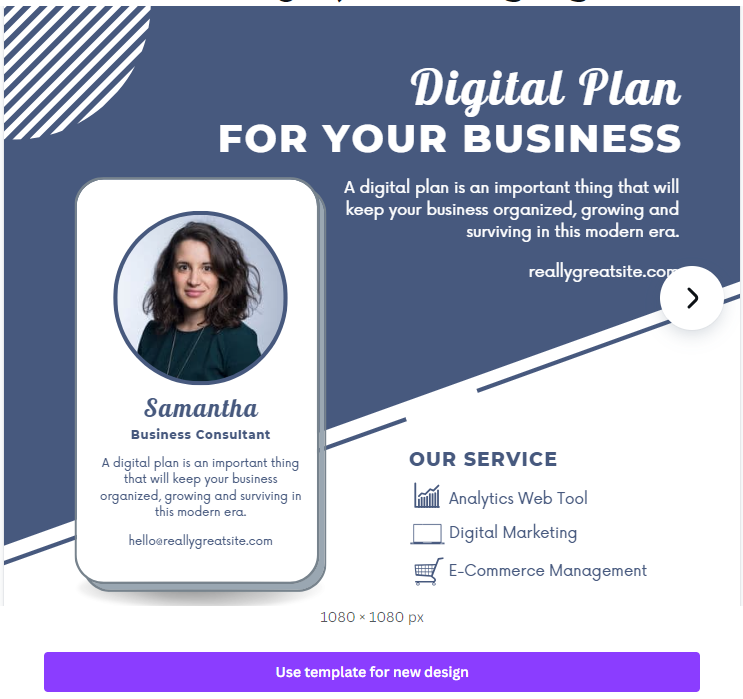 Digital Plan
FOR YOUR BUSINESS
A digital plan is an important thing that will
keep your business organized, growing and
surviving in this modern era.
reallygreatsite.com
Samantha
Business Consultant
A digital plan is an important thing
that will keep your business
organized, growing and surviving in
this modern era.
hello@reallygreatsite.com
OUR SERVICE
Analytics Web Tool
Digital Marketing
E-Commerce Management
1080 × 1080 px
Use template for new design